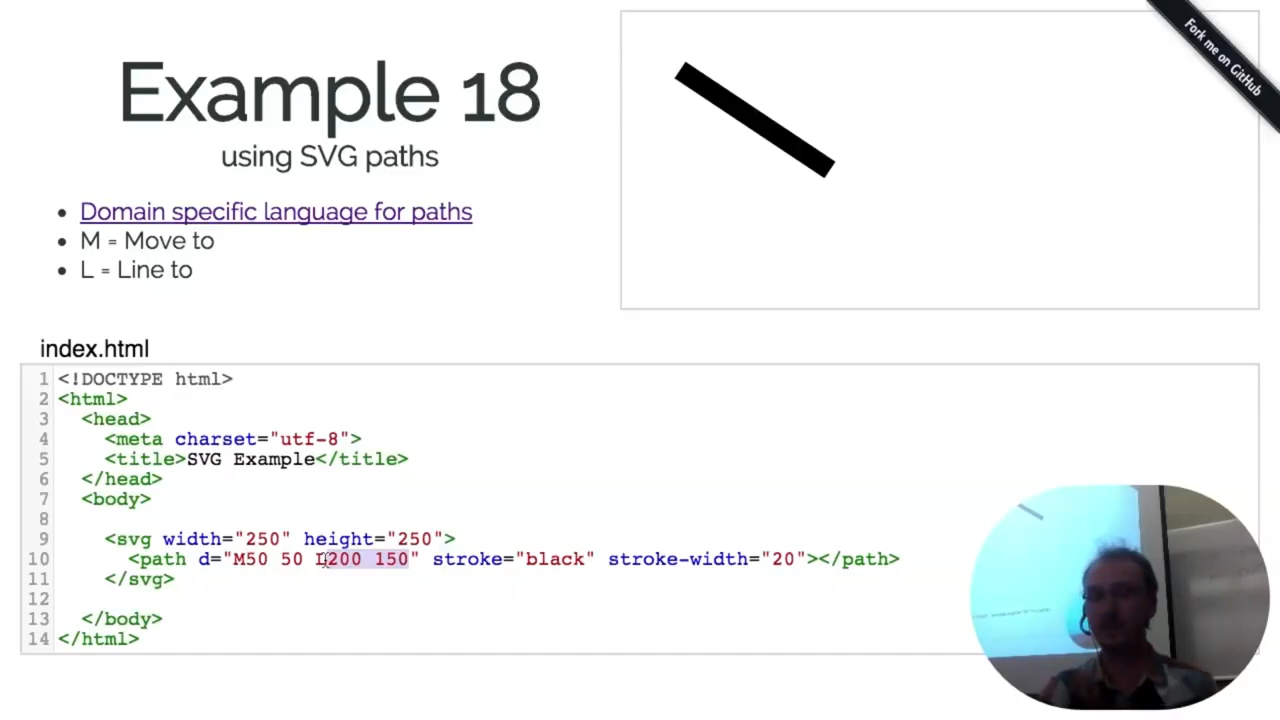 Example 18
using SVG paths
Domain specific language for paths
M = Move to
L = Line to
Fork me on GitHub
index.html
1 <!DOCTYPE html>
2 <html>
3 <head>
4 <meta charset="utf-8">
5 <title>SVG Example</title>
6 </head>
7 <body>
8
9 <svg width="250" height="250">
10 <path d="M50 50 L200 150" stroke="black" stroke-width="20"></path>
11 </svg>
12
13 </body>
14 </html>